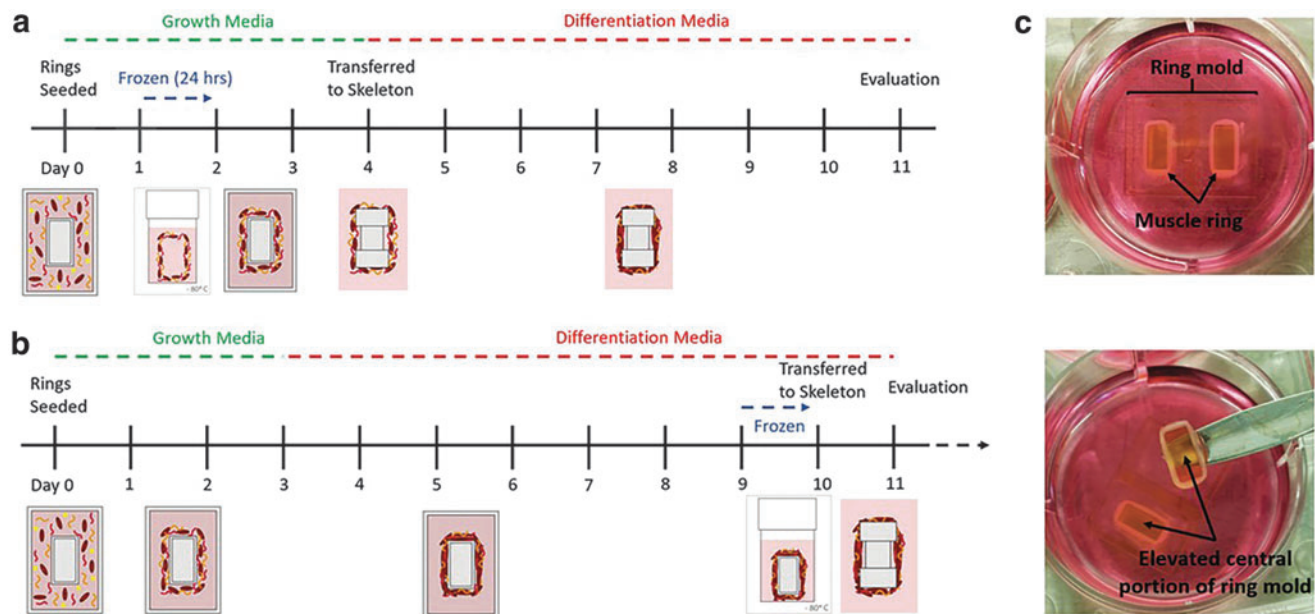 a
Growth Media
Differentiation Media
Rings
Seeded
Frozen (24 hrs)
Transferred
to Skeleton
Evaluation
Day 0 1 2 3 4 5 6 7 8 9 10 11
- 80° C
b
Growth Media
Differentiation Media
Rings
Seeded
Transferred
to Skeleton
Evaluation
Frozen
Day 0 1 2 3 4 5 6 7 8 9 10 11
- 80° C
c
Ring mold
Muscle ring
Elevated central
portion of ring mold